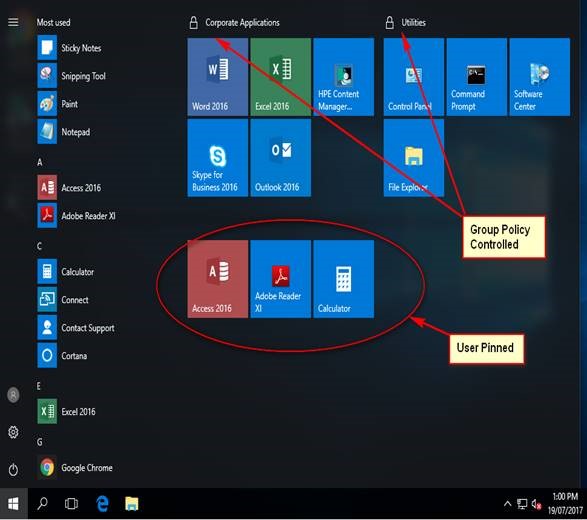 Most used
Sticky Notes
Snipping Tool
Paint
Notepad
A
Access 2016
Adobe Reader XI
C
Calculator
Connect
Contact Support
Cortana
E
Excel 2016
G
Google Chrome
Corporate Applications
Word 2016
Excel 2016
HPE Content
Manager...
Skype for
Business 2016
Outlook 2016
Utilities
Control Panel
Command
Prompt
Software
Center
File Explorer
Access 2016
Adobe Reader
XI
Calculator
Group Policy
Controlled
User Pinned
1:00 PM
19/07/2017